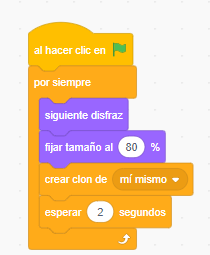 al hacer clic en
por siempre
siguiente disfraz
fijar tamaño al 80 %
crear clon de mí mismo
esperar 2 segundos